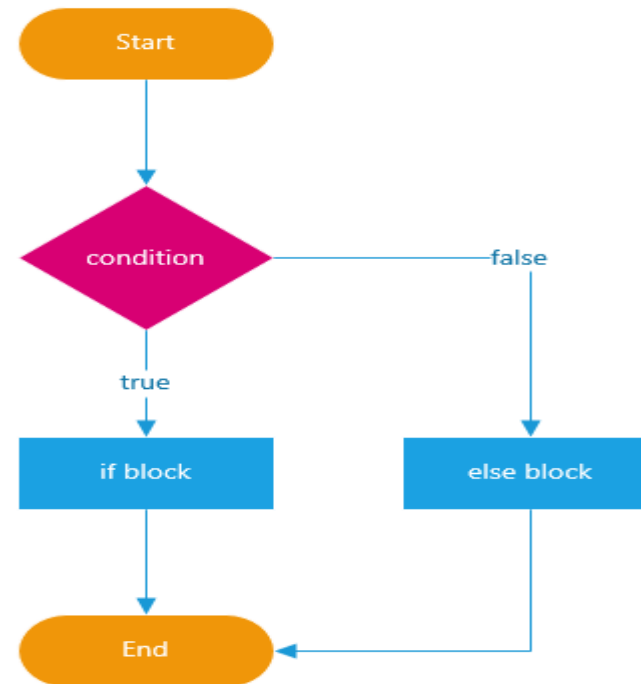 Start
condition
false
true
if block
else block
End